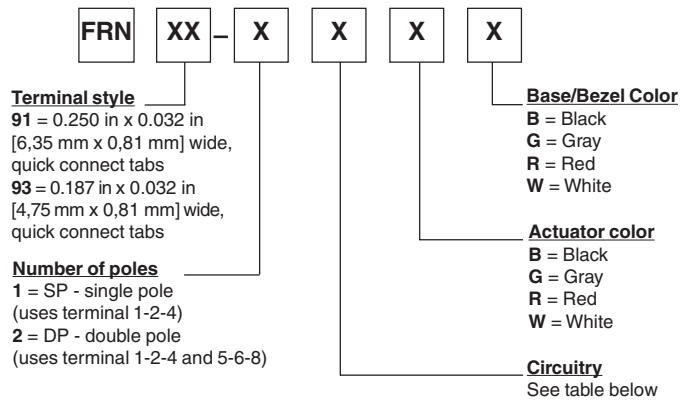 FRN XX – X X X X
Terminal style
91 = 0.250 in x 0.032 in
[6,35 mm x 0,81 mm] wide,
quick connect tabs
93 = 0.187 in x 0.032 in
[4,75 mm x 0,81 mm] wide,
quick connect tabs
Number of poles
1 = SP - single pole
(uses terminal 1-2-4)
2 = DP - double pole
(uses terminal 1-2-4 and 5-6-8)
Base/Bezel Color
B = Black
G = Gray
R = Red
W = White
Actuator color
B = Black
G = Gray
R = Red
W = White
Circuitry
See table below